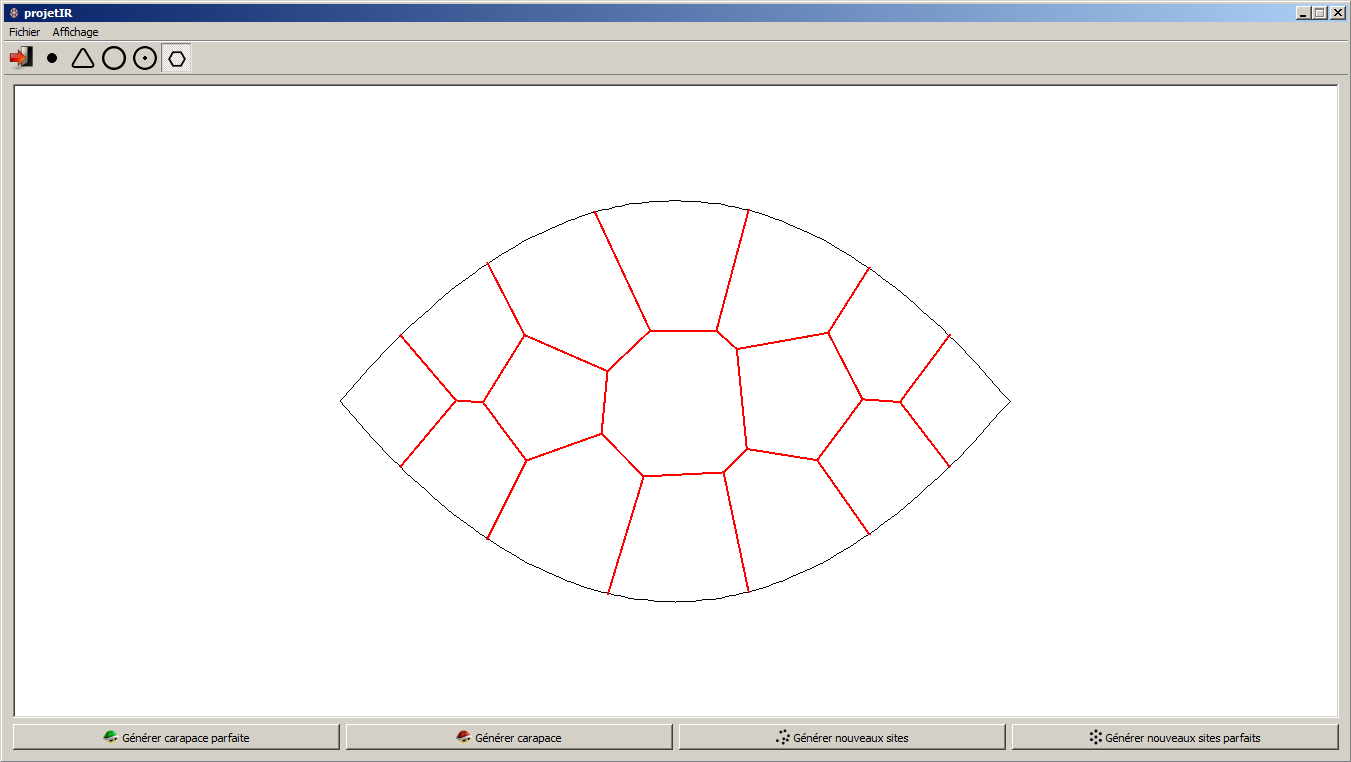 projetIR
Fichier Affichage
Générer carapace parfaite Générer carapace Générer nouveaux sites Générer nouveaux sites parfaits